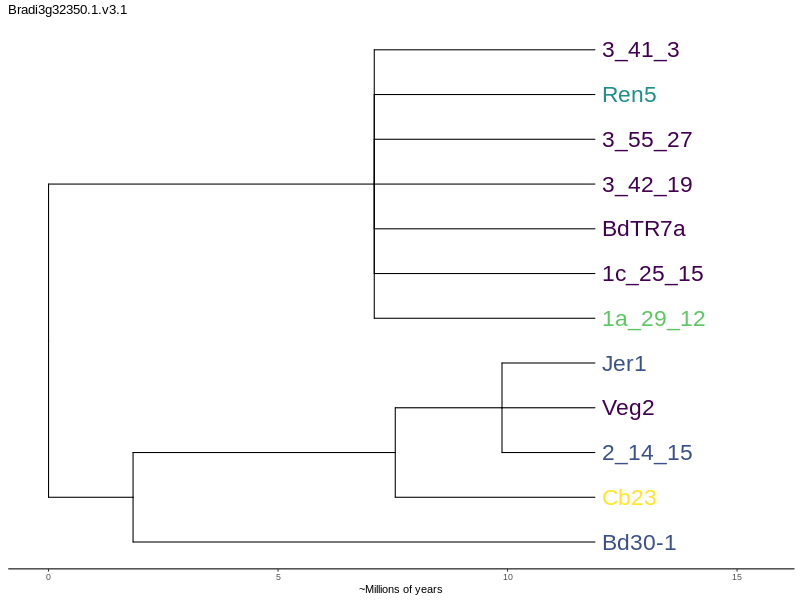 Bradi3g32350.1.v3.1
3_41_3
Ren5
3_55_27
3_42_19
BdTR7a
1c_25_15
1a_29_12
Jer1
Veg2
2_14_15
Cb23
Bd30-1
0 5 10 15
~Millions of years